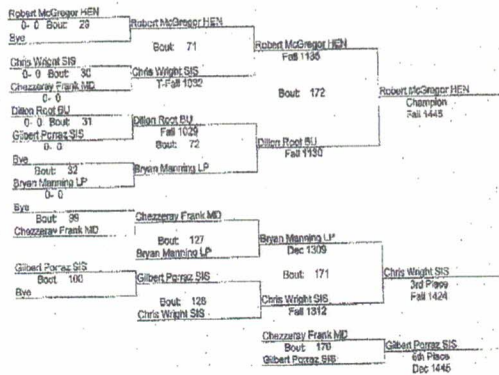 Robert McGregor HEN
0- 0 Bout: 29
Bye
Robert McGregor HEN
Bout: 71
Chris Wright SIS
0- 0 Bout: 30
Chezzeray Frank MD
0- 0
Chris Wright SIS
T-Fall 1032
Robert McGregor HEN
Fall 1135
Bout: 172
Robert McGregor HEN
Champion
Fall 1445
Dillon Root BU
0- 0 Bout: 31
Gilbert Porraz SIS
0- 0
Dillon Root BU
Fall 1029
Bout: 72
Dillon Root BU
Fall 1130
Bye
Bout: 32
Bryan Manning LP
0- 0
Bryan Manning LP
Bye
Bout: 99
Chezzeray Frank MD
Chezzeray Frank MD
Bout: 127
Bryan Manning LP
Bryan Manning LP
Dec 1309
Bout: 171
Gilbert Porraz SIS
Bout: 100
Bye
Gilbert Porraz SIS
Bout: 128
Chris Wright SIS
Chris Wright SIS
Fall 1312
Chris Wright SIS
3rd Place
Fall 1424
Chezzeray Frank MD
Bout: 170
Gilbert Porraz SIS
Gilbert Porraz SIS
Place
Dec 1445